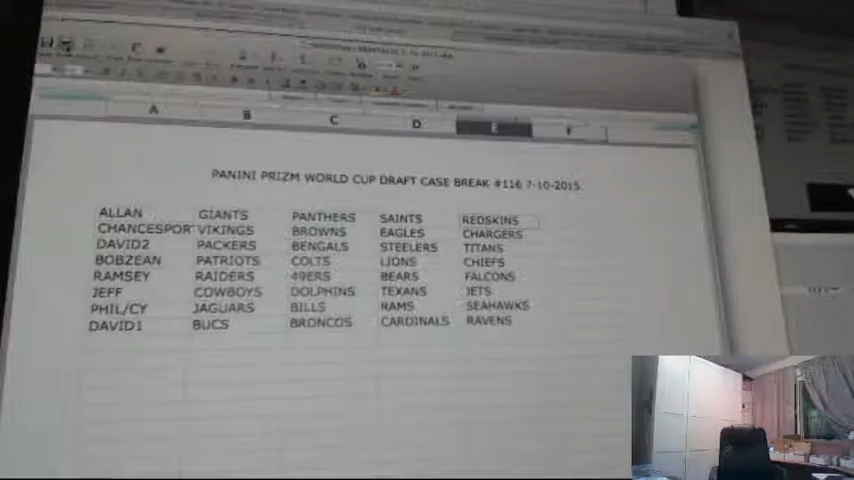 A B C D E F
PANINI PRIZM WORLD CUP DRAFT CASE BREAK #116 7-10-2015
ALLAN GIANTS PANTHERS SAINTS REDSKINS
CHANCESPOR VIKINGS BROWNS EAGLES CHARGERS
DAVID2 PACKERS BENGALS STEELERS TITANS
BOBZEAN PATRIOTS COLTS LIONS CHIEFS
RAMSEY RAIDERS 49ERS BEARS FALCONS
JEFF COWBOYS DOLPHINS TEXANS JETS
PHIL/CY JAGUARS BILLS RAMS SEAHAWKS
DAVID1 BUCS BRONCOS CARDINALS RAVENS